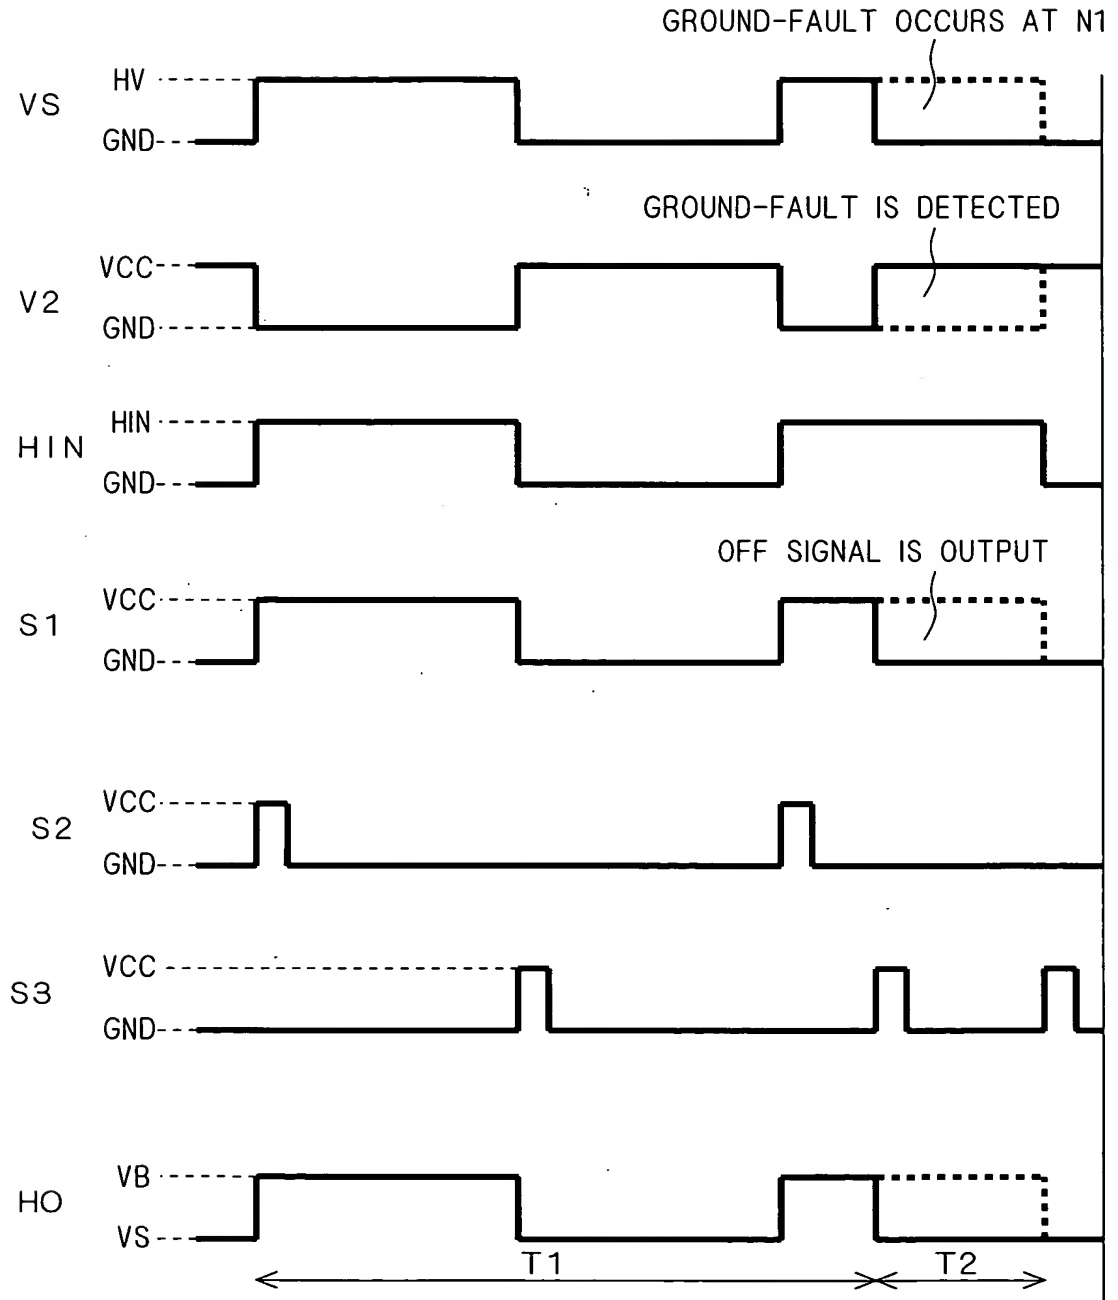 GROUND-FAULT OCCURS AT N1
HV
VS
GND
GROUND-FAULT IS DETECTED
VCC
V2
GND
HIN
HIN
GND
OFF SIGNAL IS OUTPUT
VCC
S1
GND
VCC
S2
GND
VCC
S3
GND
VB
HO
VS
T1
T2